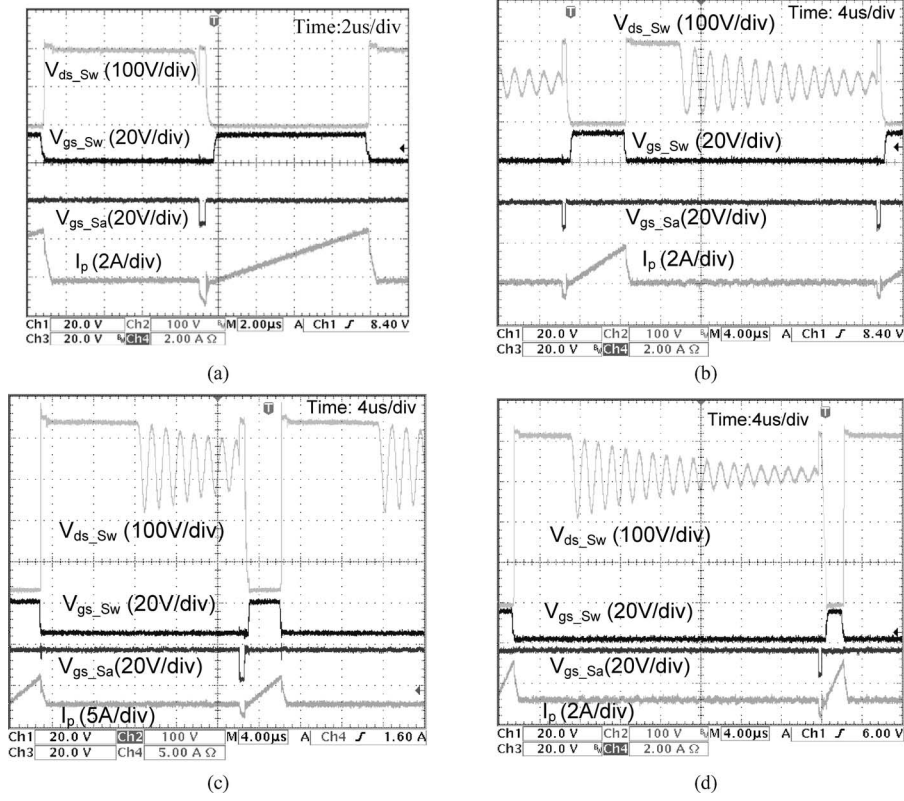 (a)
T
Time:2us/div
V_ds_Sw (100V/div)
V_gs_Sw (20V/div)
V_gs_Sa(20V/div)
I_p (2A/div)
Ch1 20.0 V Ch2 100 V M 2.00µs A Ch1 8.40 V
Ch3 20.0 V Ch4 2.00 A Ω
(a)
(b)
T
V_ds_Sw (100V/div)
Time: 4us/div
V_gs_Sw (20V/div)
V_gs_Sa (20V/div)
I_p (2A/div)
Ch1 20.0 V Ch2 100 V M 4.00µs A Ch1 8.40 V
Ch3 20.0 V Ch4 2.00 A Ω
(b)
T
Time: 4us/div
V_ds_Sw (100V/div)
V_gs_Sw (20V/div)
V_gs_Sa(20V/div)
I_p (5A/div)
Ch1 20.0 V Ch2 100 V M 4.00µs A Ch4 1.60 A
Ch3 20.0 V Ch4 5.00 A Ω
(c)
T
Time:4us/div
V_ds_Sw (100V/div)
V_gs_Sw (20V/div)
V_gs_Sa(20V/div)
I_p (2A/div)
Ch1 20.0 V Ch2 100 V M 4.00µs A Ch1 6.00 V
Ch3 20.0 V Ch4 2.00 A Ω
(d)